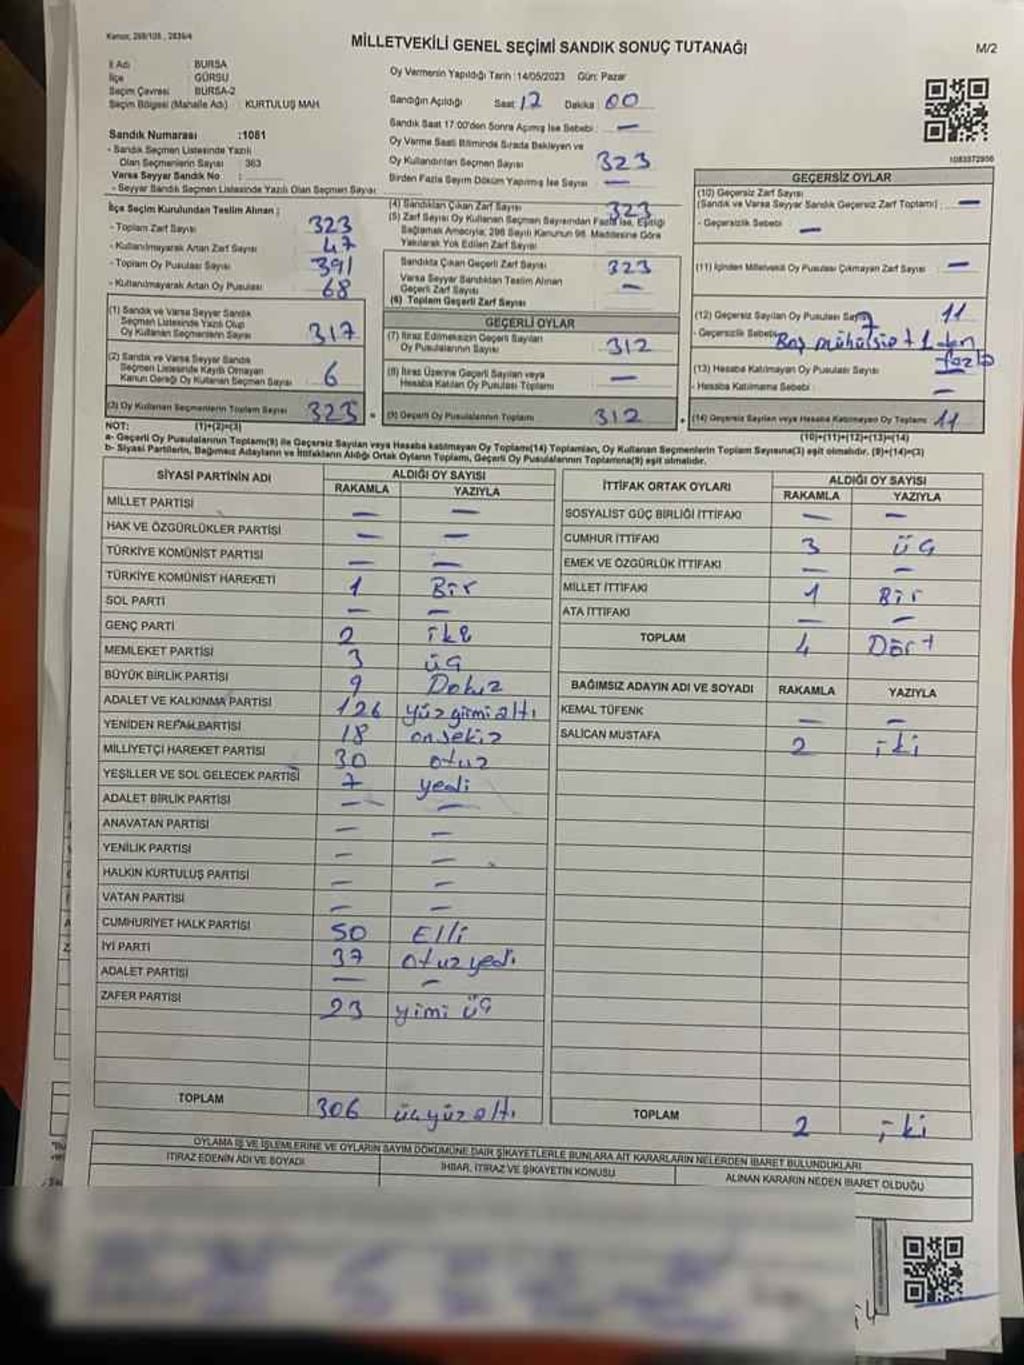 Kanun, 298/105 , 2839/4
MİLLETVEKİLİ GENEL SEÇİMİ SANDIK SONUÇ TUTANAĞI
M/2
İl Adı : BURSA
İlçe : GÜRSU
Seçim Çevresi : BURSA-2
Seçim Bölgesi (Mahalle Adı) : KURTULUŞ MAH.
Sandık Numarası :1081
- Sandık Seçmen Listesinde Yazılı
Olan Seçmenlerin Sayısı : 363
Varsa Seyyar Sandık No :
- Seyyar Sandık Seçmen Listesinde Yazılı Olan Seçmen Sayısı :
Oy Vermenin Yapıldığı Tarih :14/05/2023 Gün: Pazar
Sandığın Açıldığı Saat: 17 Dakika: 00
Sandık Saat 17:00'den Sonra Açılmış İse Sebebi : —
Oy Verme Saati Bitiminde Sırada Bekleyen ve
Oy Kullandırılan Seçmen Sayısı 323
Birden Fazla Sayım Döküm Yapılmış İse Sayısı —
1083372906
İlçe Seçim Kurulundan Teslim Alınan ;
- Toplam Zarf Sayısı 323
- Kullanılmayarak Artan Zarf Sayısı 47
- Toplam Oy Pusulası Sayısı 391
- Kullanılmayarak Artan Oy Pusulası 68
(1) Sandık ve Varsa Seyyar Sandık
Seçmen Listesinde Yazılı Olup
Oy Kullanan Seçmenlerin Sayısı 317
(2) Sandık ve Varsa Seyyar Sandık
Seçmen Listesinde Kayıtlı Olmayan
Kanun Gereği Oy Kullanan Seçmen Sayısı 6
(3) Oy Kullanan Seçmenlerin Toplam Sayısı 323 =
(1)+(2)=(3)
(4) Sandıktan Çıkan Zarf Sayısı 323
(5) Zarf Sayısı Oy Kullanan Seçmen Sayısından Fazla İse, Eşitliği
Sağlamak Amacıyla, 298 Sayılı Kanunun 98. Maddesine Göre
Yakılarak Yok Edilen Zarf Sayısı
Sandıkta Çıkan Geçerli Zarf Sayısı 323
Varsa Seyyar Sandıktan Teslim Alınan
Geçerli Zarf Sayısı —
(6) Toplam Geçerli Zarf Sayısı
GEÇERLİ OYLAR
(7) İtiraz Edilmeksizin Geçerli Sayılan
Oy Pusulalarının Sayısı 312
(8) İtiraz Üzerine Geçerli Sayılan veya
Hesaba Katılan Oy Pusulası Toplamı —
(9) Geçerli Oy Pusulalarının Toplamı 312 +
GEÇERSİZ OYLAR
(10) Geçersiz Zarf Sayısı
(Sandık ve Varsa Seyyar Sandık Geçersiz Zarf Toplamı) : —
- Geçersizlik Sebebi : —
(11) İçinden Milletvekili Oy Pusulası Çıkmayan Zarf Sayısı —
(12) Geçersiz Sayılan Oy Pusulası Sayısı 11
- Geçersizlik Sebebi : Boş mühürsüz + 1 den fazla
(13) Hesaba Katılmayan Oy Pusulası Sayısı
- Hesaba Katılmama Sebebi : —
(14) Geçersiz Sayılan veya Hesaba Katılmayan Oy Toplamı 11
(10)+(11)+(12)+(13)=(14)
NOT:
a- Geçerli Oy Pusulalarının Toplamı(9) ile Geçersiz Sayılan veya Hesaba katılmayan Oy Toplamı(14) Toplamları, Oy Kullanan Seçmenlerin Toplam Sayısına(3) eşit olmalıdır. (9)+(14)=(3)
b- Siyasi Partilerin, Bağımsız Adayların ve İttifakların Aldığı Ortak Oyların Toplamı, Geçerli Oy Pusulalarının Toplamına(9) eşit olmalıdır.
SİYASİ PARTİNİN ADI ALDIĞI OY SAYISI
RAKAMLA YAZIYLA
MİLLET PARTİSİ — —
HAK VE ÖZGÜRLÜKLER PARTİSİ — —
TÜRKİYE KOMÜNİST PARTİSİ — —
TÜRKİYE KOMÜNİST HAREKETİ 1 Bir
SOL PARTİ — —
GENÇ PARTİ 2 ike
MEMLEKET PARTİSİ 3 üç
BÜYÜK BİRLİK PARTİSİ 9 Dokuz
ADALET VE KALKINMA PARTİSİ 126 yüz girmi altı
YENİDEN REFAH PARTİSİ 18 onsekiz
MİLLİYETÇİ HAREKET PARTİSİ 30 otuz
YEŞİLLER VE SOL GELECEK PARTİSİ 7 yedi
ADALET BİRLİK PARTİSİ — —
ANAVATAN PARTİSİ — —
YENİLİK PARTİSİ — —
HALKIN KURTULUŞ PARTİSİ — —
VATAN PARTİSİ — —
CUMHURİYET HALK PARTİSİ 50 Elli
İYİ PARTİ 37 otuz yedi
ADALET PARTİSİ — —
ZAFER PARTİSİ 23 yimi üç
TOPLAM 306 üçyüz altı
İTTİFAK ORTAK OYLARI ALDIĞI OY SAYISI
RAKAMLA YAZIYLA
SOSYALİST GÜÇ BİRLİĞİ İTTİFAKI — —
CUMHUR İTTİFAKI 3 üç
EMEK VE ÖZGÜRLÜK İTTİFAKI — —
MİLLET İTTİFAKI 1 Bir
ATA İTTİFAKI — —
TOPLAM 4 Dört
BAĞIMSIZ ADAYIN ADI VE SOYADI RAKAMLA YAZIYLA
KEMAL TÜFENK — —
SALİCAN MUSTAFA 2 iki
TOPLAM 2 iki
OYLAMA İŞ VE İŞLEMLERİNE VE OYLARIN SAYIM DÖKÜMÜNE DAİR ŞİKAYETLERLE BUNLARA AİT KARARLARIN NELERDEN İBARET BULUNDUKLARI
İTİRAZ EDENİN ADI VE SOYADI İHBAR, İTİRAZ VE ŞİKAYETİN KONUSU ALINAN KARARIN NEDEN İBARET OLDUĞU